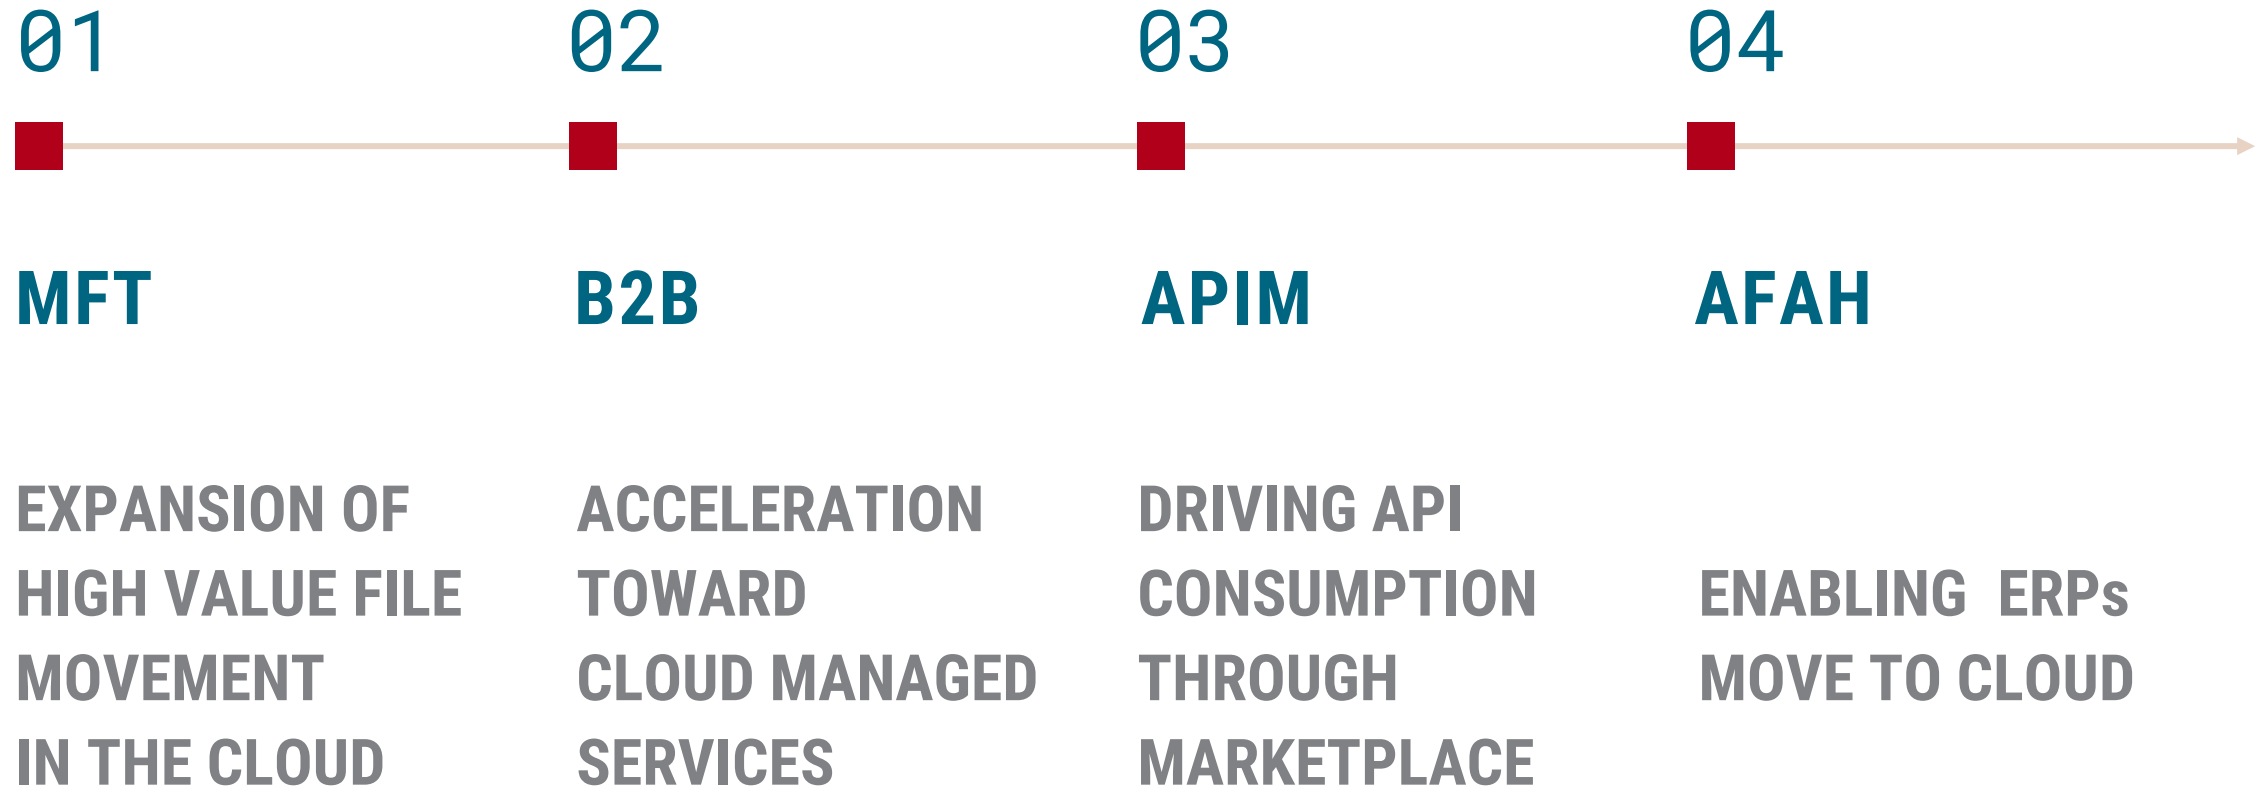 01
02
03
04
MFT
B2B
APIM
AFAH
EXPANSION OF
HIGH VALUE FILE
MOVEMENT
IN THE CLOUD
ACCELERATION
TOWARD
CLOUD MANAGED
SERVICES
DRIVING API
CONSUMPTION
THROUGH
MARKETPLACE
ENABLING  ERPs
MOVE TO CLOUD